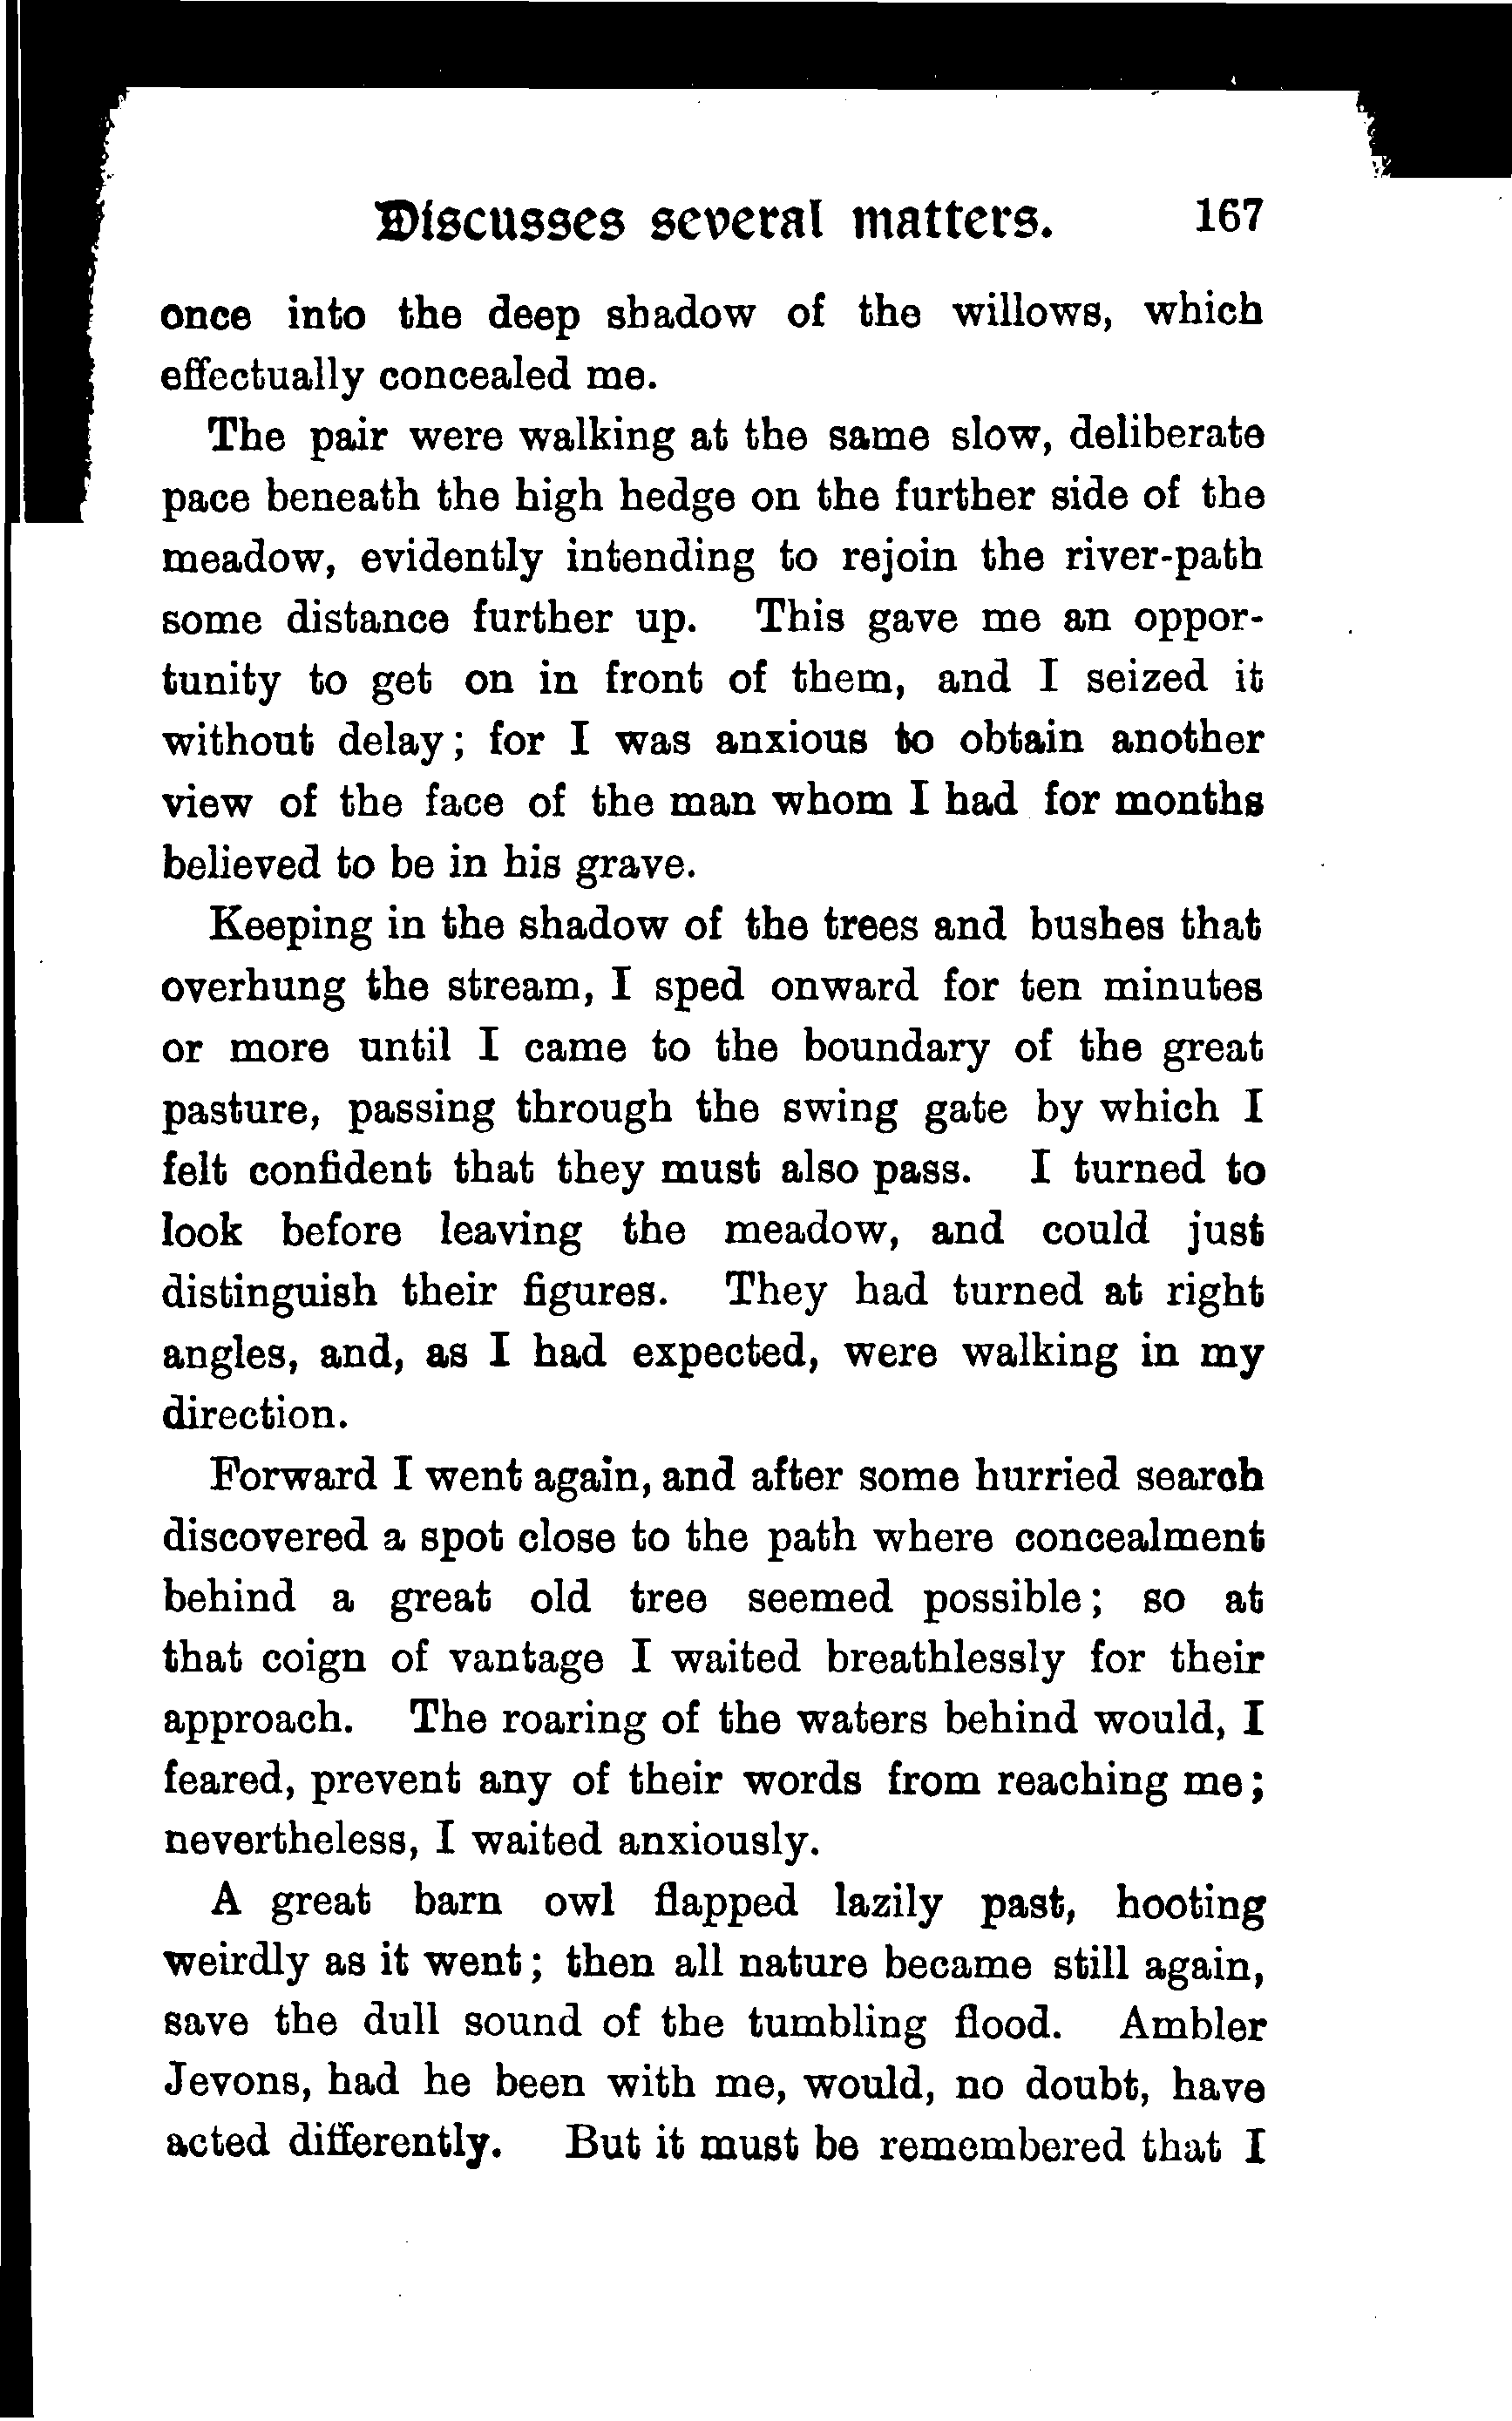 Discusses several matters. 167
once into the deep shadow of the willows, which
effectually concealed me.
The pair were walking at the same slow, deliberate
pace beneath the high hedge on the further side of the
meadow, evidently intending to rejoin the river-path
some distance further up. This gave me an oppor-
tunity to get on in front of them, and I seized it
without delay; for I was anxious to obtain another
view of the face of the man whom I had for months
believed to be in his grave.
Keeping in the shadow of the trees and bushes that
overhung the stream, I sped onward for ten minutes
or more until I came to the boundary of the great
pasture, passing through the swing gate by which I
felt confident that they must also pass. I turned to
look before leaving the meadow, and could just
distinguish their figures. They had turned at right
angles, and, as I had expected, were walking in my
direction.
Forward I went again, and after some hurried search
discovered a spot close to the path where concealment
behind a great old tree seemed possible; so at
that coign of vantage I waited breathlessly for their
approach. The roaring of the waters behind would, I
feared, prevent any of their words from reaching me;
nevertheless, I waited anxiously.
A great barn owl flapped lazily past, hooting
weirdly as it went; then all nature became still again,
save the dull sound of the tumbling flood. Ambler
Jevons, had he been with me, would, no doubt, have
acted differently. But it must be remembered that I